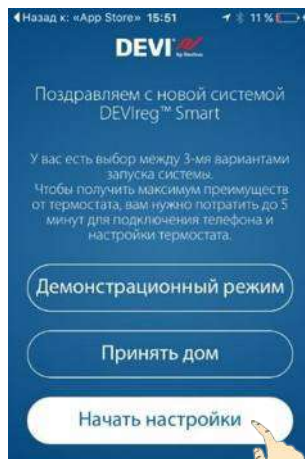 Назад к: «App Store» 15:51 11 %
DEVI
by Danfoss
Поздравляем с новой системой
DEVIreg™ Smart
У вас есть выбор между 3-мя вариантами
запуска системы.
Чтобы получить максимум преимуществ
от термостата, вам нужно потратить до 5
минут для подключения телефона и
настройки термостата.
Демонстрационный режим
Принять дом
Начать настройки